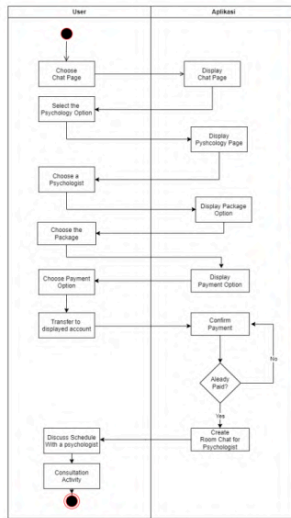 User
Aplikasi
Choose
Chat Page
Display
Chat Page
Select the
Psychology Option
Display
Pyshcology Page
Choose a
Psychologist
Display Package
Option
Choose the
Package
Choose Payment
Option
Display
Payment Option
Transfer to
displayed account
Confirm
Payment
No
Aleady
Paid?
Yes
Discuss Schedule
With a psychologist
Create
Room Chat for
Psychologist
Consultation
Activity